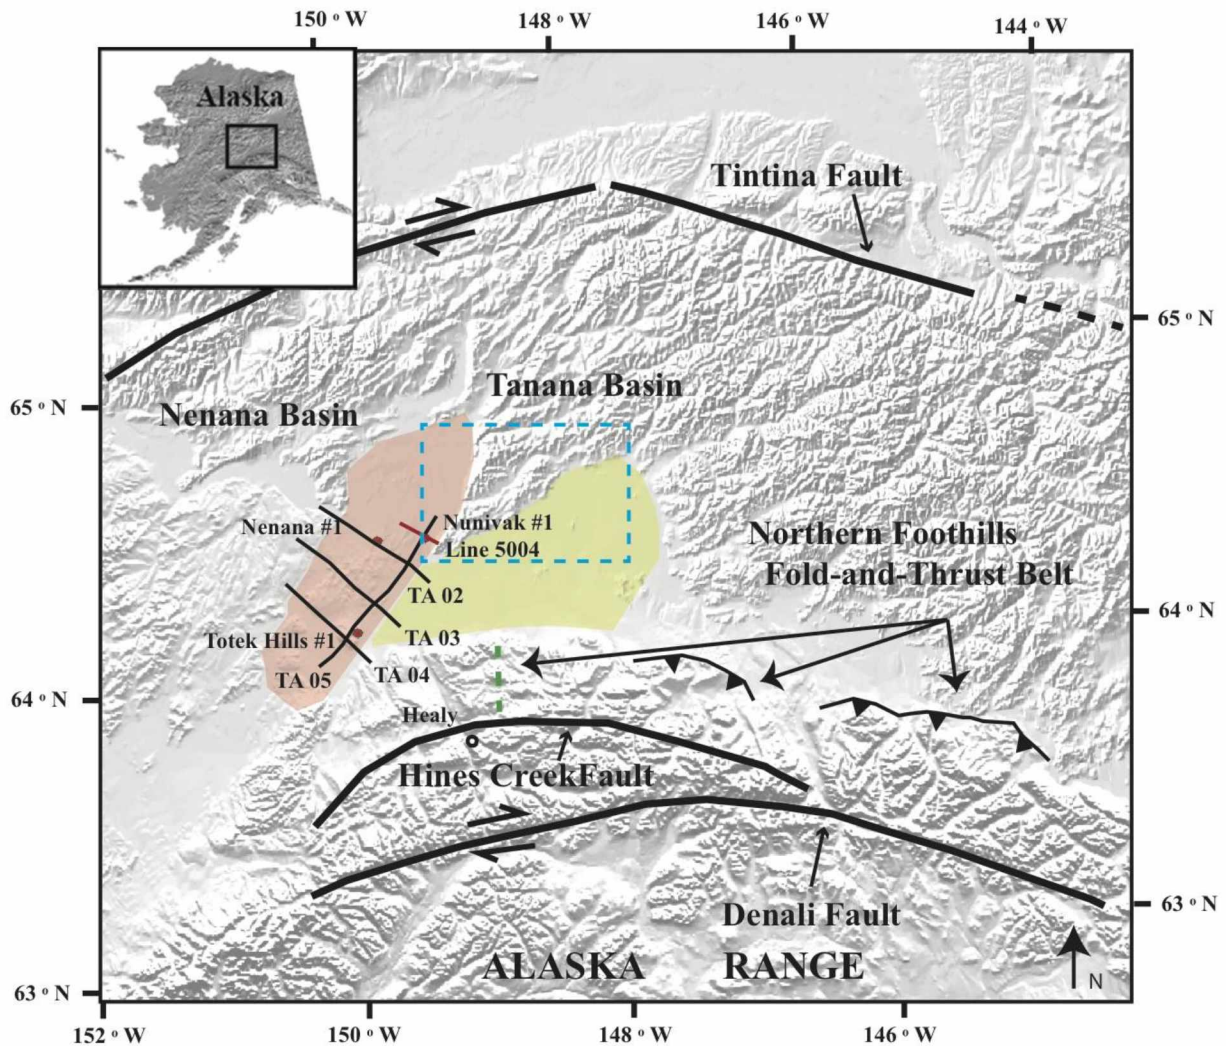 150 ° W
148 ° W
146 ° W
144 ° W
Alaska
Tintina Fault
65 ° N
Tanana Basin
65 ° N
Nenana Basin
Nenana #1
Nunivak #1
Line 5004
Northern Foothills
Fold-and-Thrust Belt
TA 02
64 ° N
Totek Hills #1
TA 03
TA 04
TA 05
64 ° N
Healy
Hines CreekFault
Denali Fault
63 ° N
ALASKA RANGE
N
63 ° N
152 ° W
150 ° W
148 ° W
146 ° W